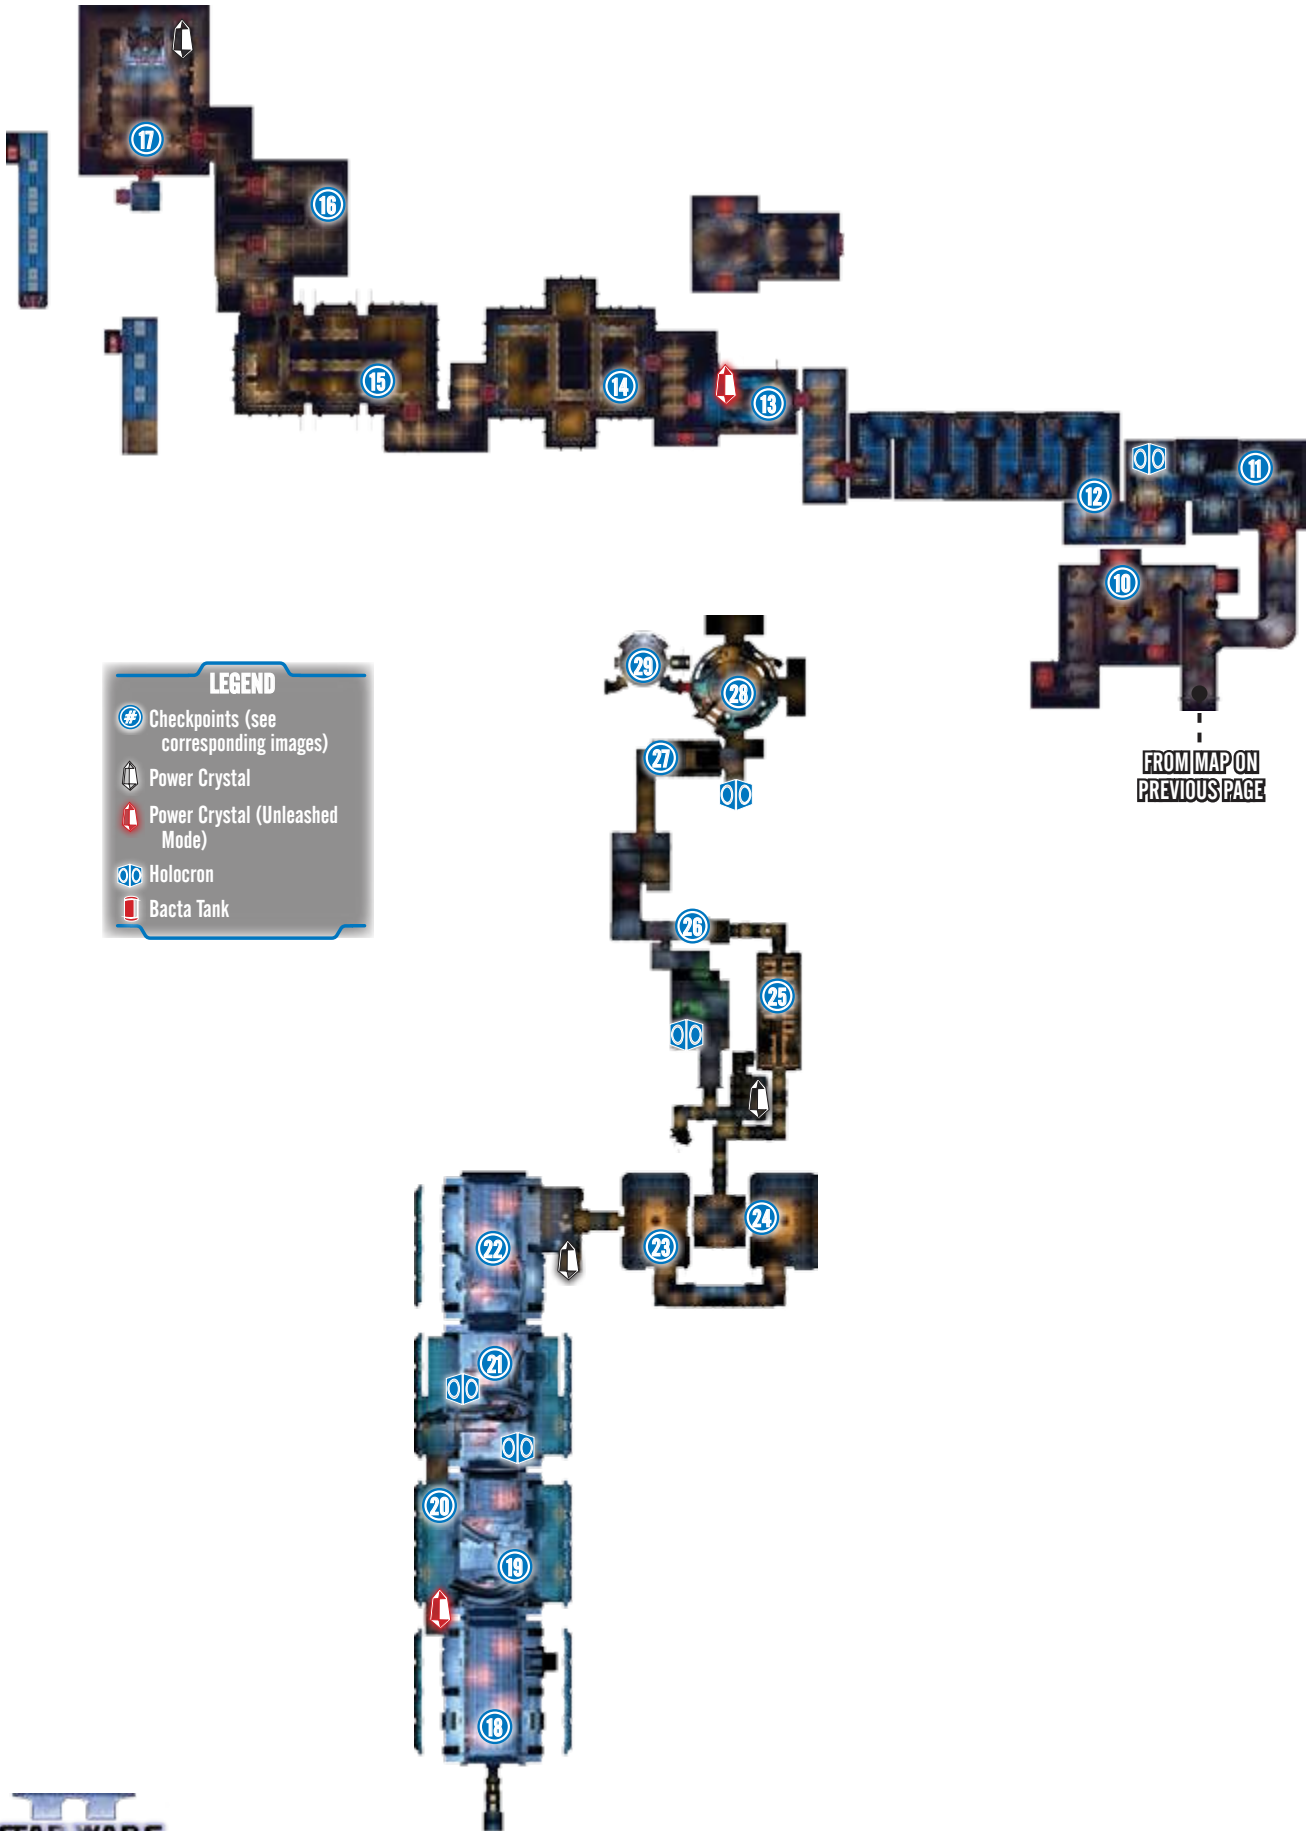 17
16
15
14
13
12
11
10
29
28
27
LEGEND
# Checkpoints (see
corresponding images)
Power Crystal
Power Crystal (Unleashed
Mode)
Holocron
Bacta Tank
FROM MAP ON
PREVIOUS PAGE
26
25
24
23
22
21
20
19
18
STAR WARS